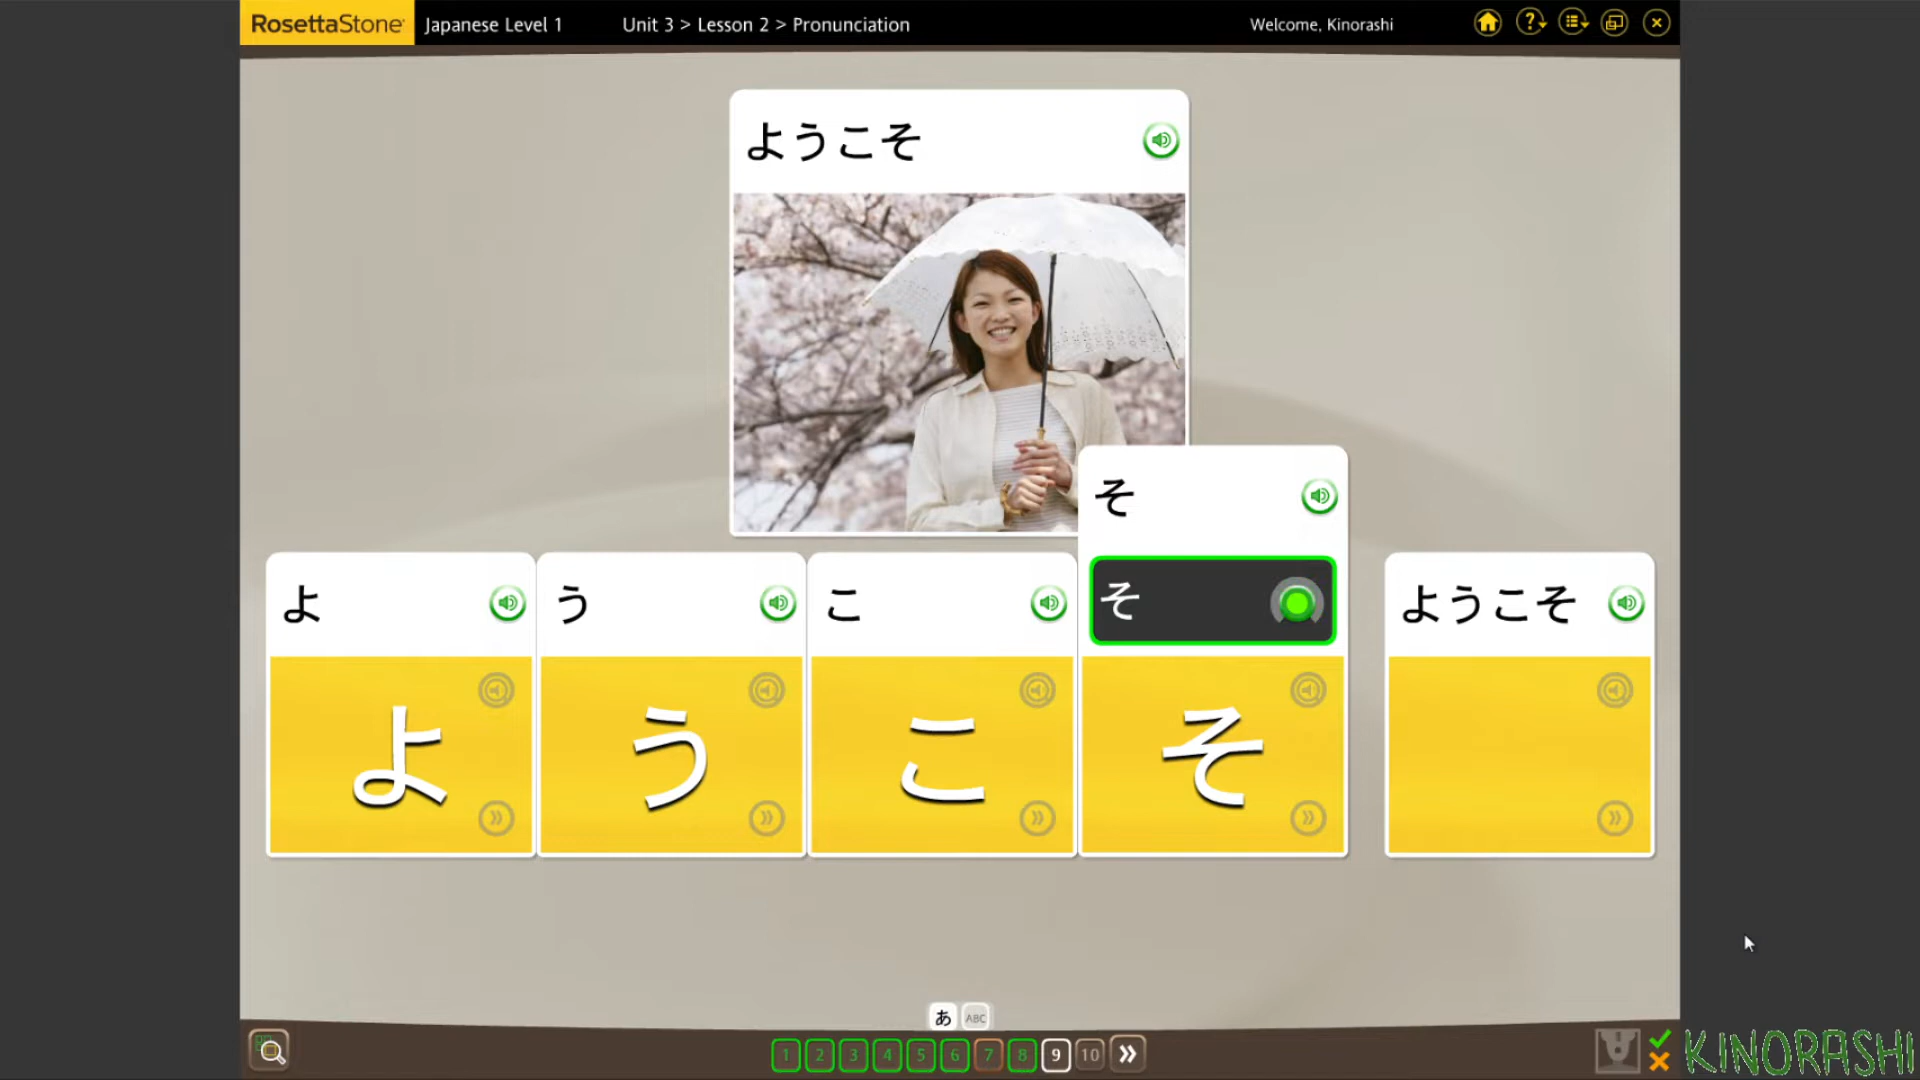 RosettaStone Japanese Level 1 Unit 3 > Lesson 2 > Pronunciation Welcome, Kinorashi
ようこそ
そ
よ う こ そ ようこそ
よ う こ そ
あ ABC
1 2 3 4 5 6 7 8 9 10
KINORASHI